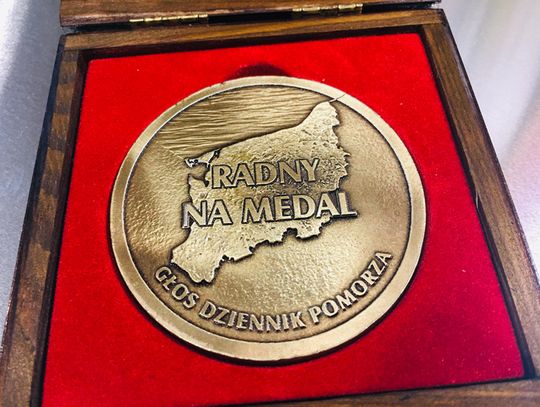 RADNY
NA MEDAL
GŁOS DZIENNIK POMORZA